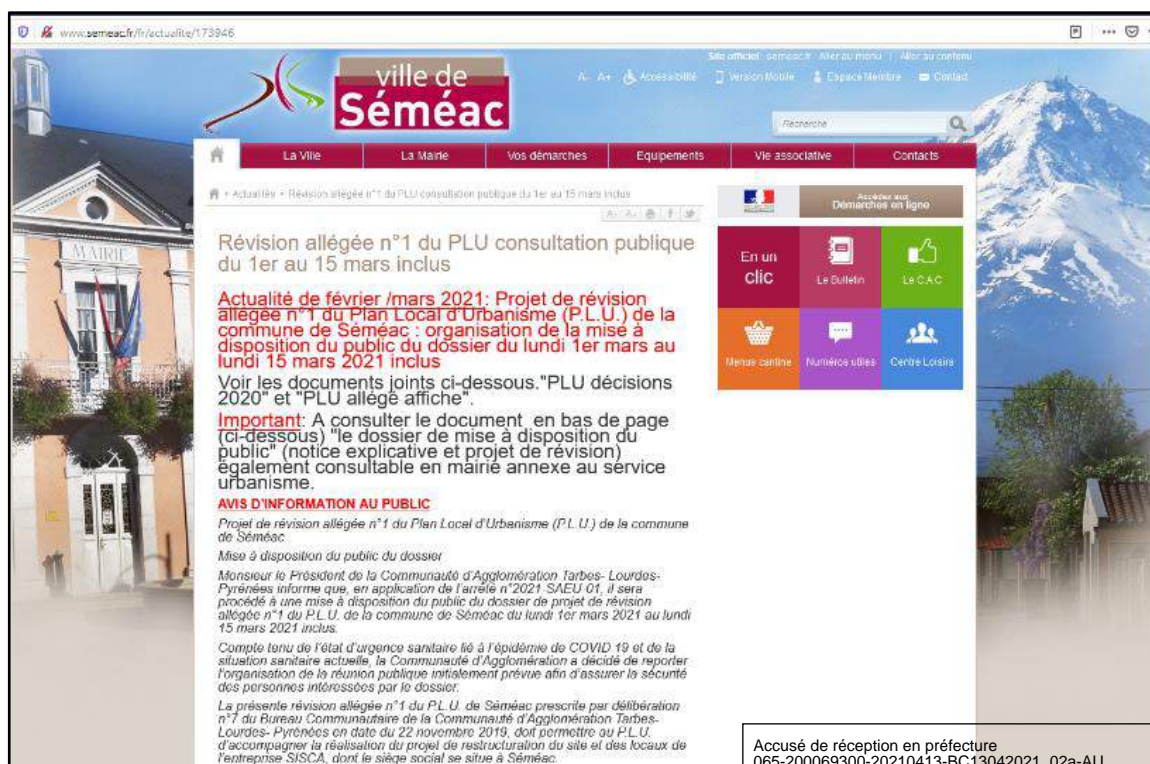 www.semeac.fr/fr/actualite/173946
Site officiel : semeac.fr Aller au menu | Aller au contenu
ville de
Séméac
A- A+ Accessibilité Version Mobile Espace Membre Contact
Recherche
La Ville La Mairie Vos démarches Equipements Vie associative Contacts
Actualités Révision allégée n°1 du PLU consultation publique du 1er au 15 mars inclus
A- A+
Accédez aux
Démarches en ligne
Révision allégée n°1 du PLU consultation publique
du 1er au 15 mars inclus
En un
clic
Le Bulletin
Le C.A.C
Menus cantine
Numéros utiles
Centre Loisirs
MAIRIE
Actualité de février /mars 2021: Projet de révision
allégée n°1 du Plan Local d'Urbanisme (P.L.U.) de la
commune de Séméac : organisation de la mise à
disposition du public du dossier du lundi 1er mars au
lundi 15 mars 2021 inclus
Voir les documents joints ci-dessous."PLU décisions
2020" et "PLU allégé affiche".
Important: A consulter le document en bas de page
(ci-dessous) "le dossier de mise à disposition du
public" (notice explicative et projet de révision)
également consultable en mairie annexe au service
urbanisme.
AVIS D'INFORMATION AU PUBLIC
Projet de révision allégée n°1 du Plan Local d'Urbanisme (P.L.U.) de la commune
de Séméac
Mise à disposition du public du dossier
Monsieur le Président de la Communauté d'Agglomération Tarbes- Lourdes-
Pyrénées informe que, en application de l'arrêté n°2021-SAEU-01, il sera
procédé à une mise à disposition du public du dossier de projet de révision
allégée n°1 du P.L.U. de la commune de Séméac du lundi 1er mars 2021 au lundi
15 mars 2021 inclus.
Compte tenu de l'état d'urgence sanitaire lié à l'épidémie de COVID 19 et de la
situation sanitaire actuelle, la Communauté d'Agglomération a décidé de reporter
l'organisation de la réunion publique initialement prévue afin d'assurer la sécurité
des personnes intéressées par le dossier.
La présente révision allégée n°1 du P.L.U. de Séméac prescrite par délibération
n°7 du Bureau Communautaire de la Communauté d'Agglomération Tarbes-
Lourdes- Pyrénées en date du 22 novembre 2019, doit permettre au P.L.U.
d'accompagner la réalisation du projet de restructuration du site et des locaux de
l'entreprise SISCA, dont le siège social se situe à Séméac.
Accusé de réception en préfecture
065-200069300-20210413-BC13042021_02a-AU